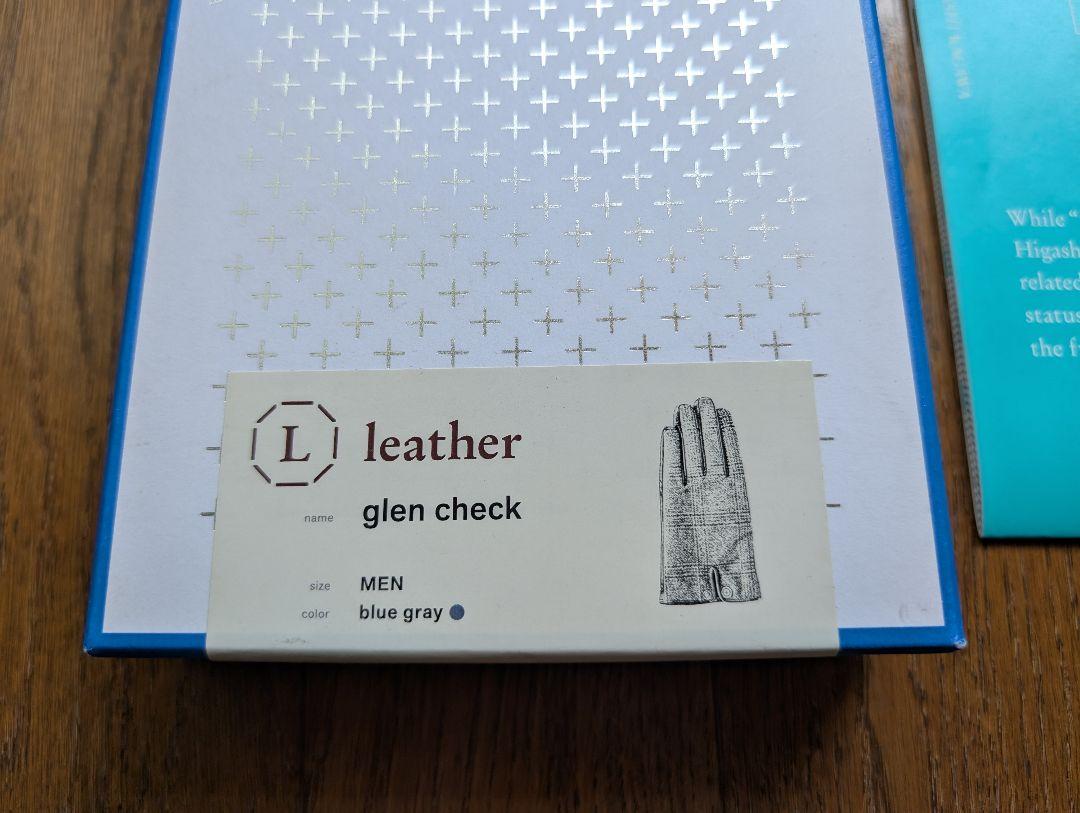 L leather
name glen check
size MEN
color blue gray
While “
Higash
related
status
the f